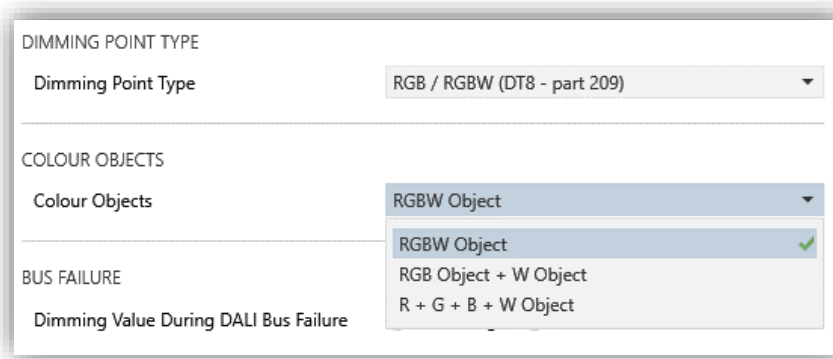 DIMMING POINT TYPE
Dimming Point Type RGB / RGBW (DT8 - part 209)
COLOUR OBJECTS
Colour Objects RGBW Object
RGBW Object
RGB Object + W Object
R + G + B + W Object
BUS FAILURE
Dimming Value During DALI Bus Failure